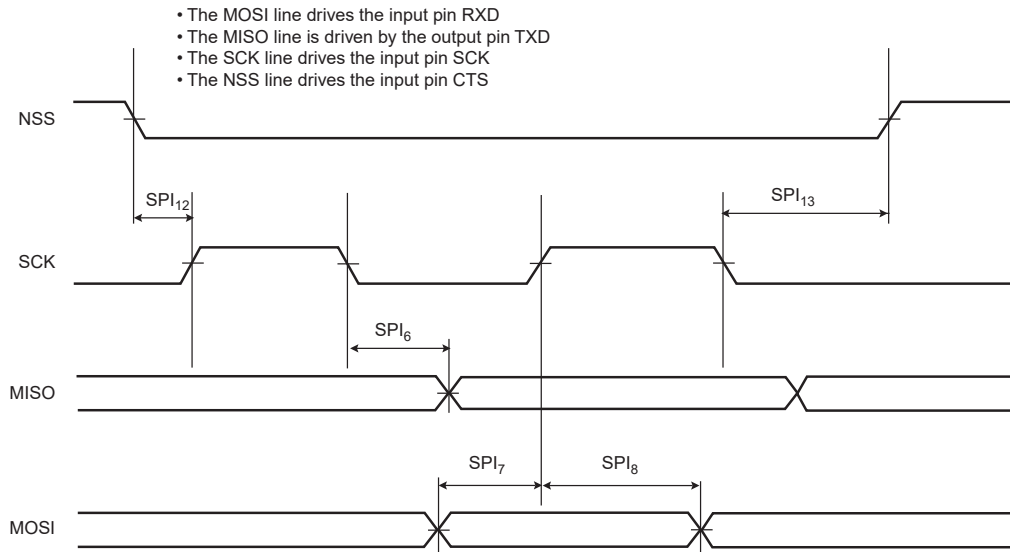 • The MOSI line drives the input pin RXD
• The MISO line is driven by the output pin TXD
• The SCK line drives the input pin SCK
• The NSS line drives the input pin CTS
NSS
SPI₁₂
SPI₁₃
SCK
SPI₆
MISO
SPI₇
SPI₈
MOSI